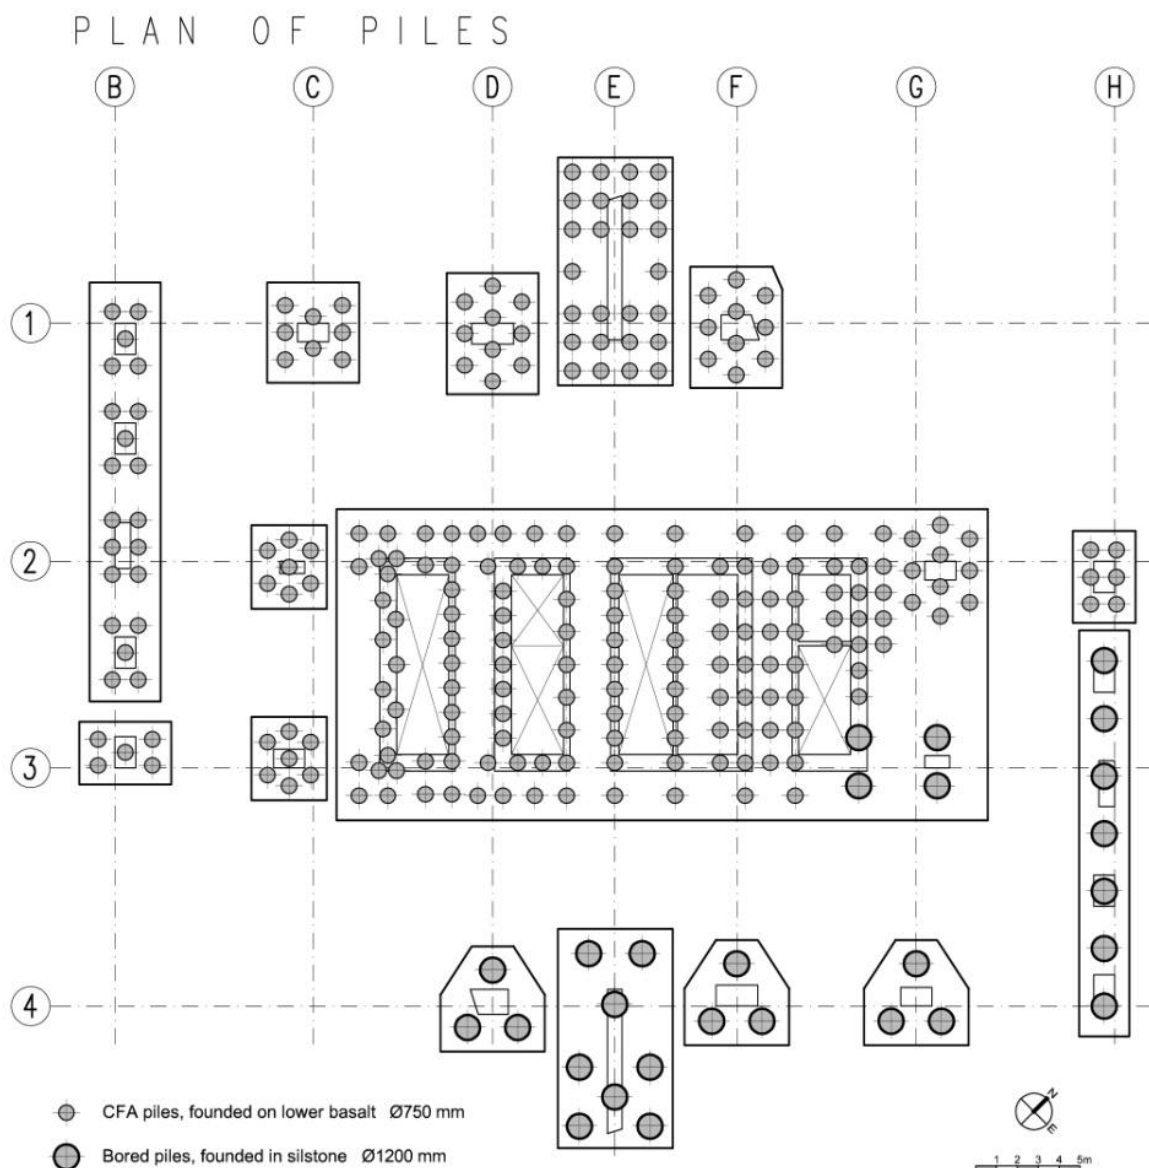 PLAN OF PILES
B C D E F G H
1
2
3
4
CFA piles, founded on lower basalt Ø750 mm
Bored piles, founded in silstone Ø1200 mm
N
E
1 2 3 4 5m